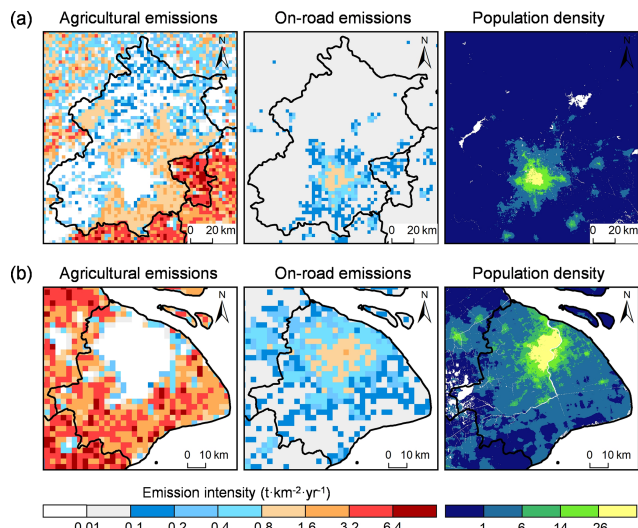 (a) Agricultural emissions On-road emissions Population density
N N N
0 20 km 0 20 km 0 20 km
(b) Agricultural emissions On-road emissions Population density
N N N
0 10 km 0 10 km 0 10 km
Emission intensity (t·km⁻²·yr⁻¹)
0.01 0.1 0.2 0.4 0.8 1.6 3.2 6.4 1 6 14 26